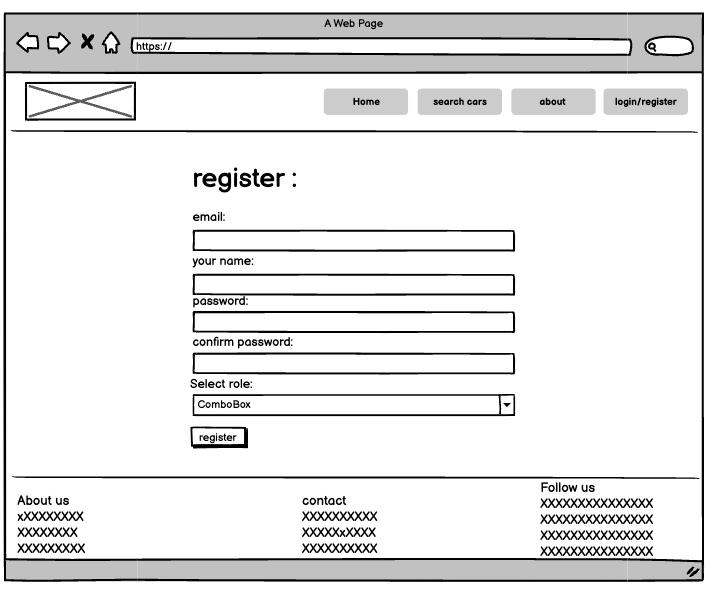 A Web Page
https://
Home search cars about login/register
register :
email:
your name:
password:
confirm password:
Select role:
ComboBox
register
About us
xXXXXXXXX
XXXXXXXX
XXXXXXXXX
contact
XXXXXXXXXX
XXXXXxXXXX
XXXXXXXXXX
Follow us
XXXXXXXXXXXXXXX
XXXXXXXXXXXXXXX
XXXXXXXXXXXXXXX
XXXXXXXXXXXXXXX